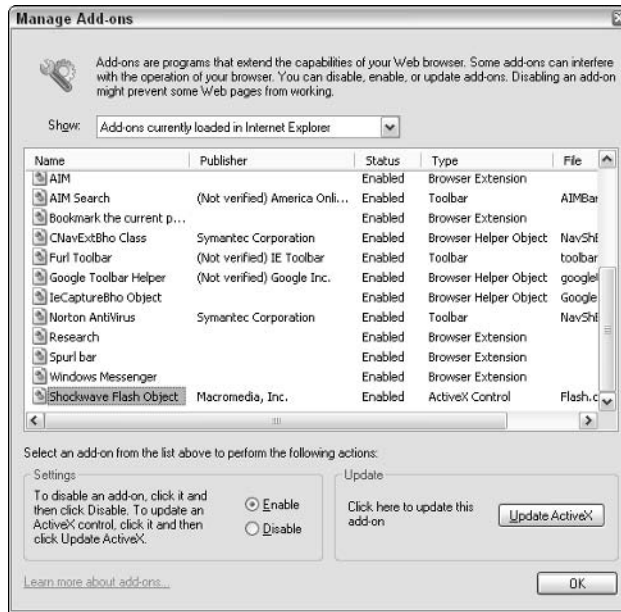 Manage Add-ons
Add-ons are programs that extend the capabilities of your Web browser. Some add-ons can interfere
with the operation of your browser. You can disable, enable, or update add-ons. Disabling an add-on
might prevent some Web pages from working.
Show: Add-ons currently loaded in Internet Explorer
Name Publisher Status Type File
AIM Enabled Browser Extension
AIM Search (Not verified) America Onli... Enabled Toolbar AIMBar
Bookmark the current p... Enabled Browser Extension
CNavExtBho Class Symantec Corporation Enabled Browser Helper Object NavShE
Furl Toolbar (Not verified) IE Toolbar Enabled Toolbar toolbar
Google Toolbar Helper (Not verified) Google Inc. Enabled Browser Helper Object google
IeCaptureBho Object Enabled Browser Helper Object Google
Norton AntiVirus Symantec Corporation Enabled Toolbar NavShE
Research Enabled Browser Extension
Spurl bar Enabled Browser Extension
Windows Messenger Enabled Browser Extension
Shockwave Flash Object Macromedia, Inc. Enabled ActiveX Control Flash.c
Select an add-on from the list above to perform the following actions:
Settings
To disable an add-on, click it and
then click Disable. To update an
ActiveX control, click it and then
click Update ActiveX.
Enable
Disable
Update
Click here to update this
add-on
Update ActiveX
Learn more about add-ons...
OK